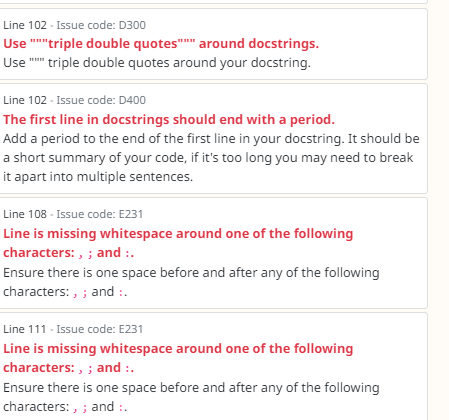 Line 102 - Issue code: D300
Use """triple double quotes""" around docstrings.
Use """ triple double quotes around your docstring.
Line 102 - Issue code: D400
The first line in docstrings should end with a period.
Add a period to the end of the first line in your docstring. It should be
a short summary of your code, if it's too long you may need to break
it apart into multiple sentences.
Line 108 - Issue code: E231
Line is missing whitespace around one of the following
characters: , ; and :.
Ensure there is one space before and after any of the following
characters: , ; and :.
Line 111 - Issue code: E231
Line is missing whitespace around one of the following
characters: , ; and :.
Ensure there is one space before and after any of the following
characters: , ; and :.